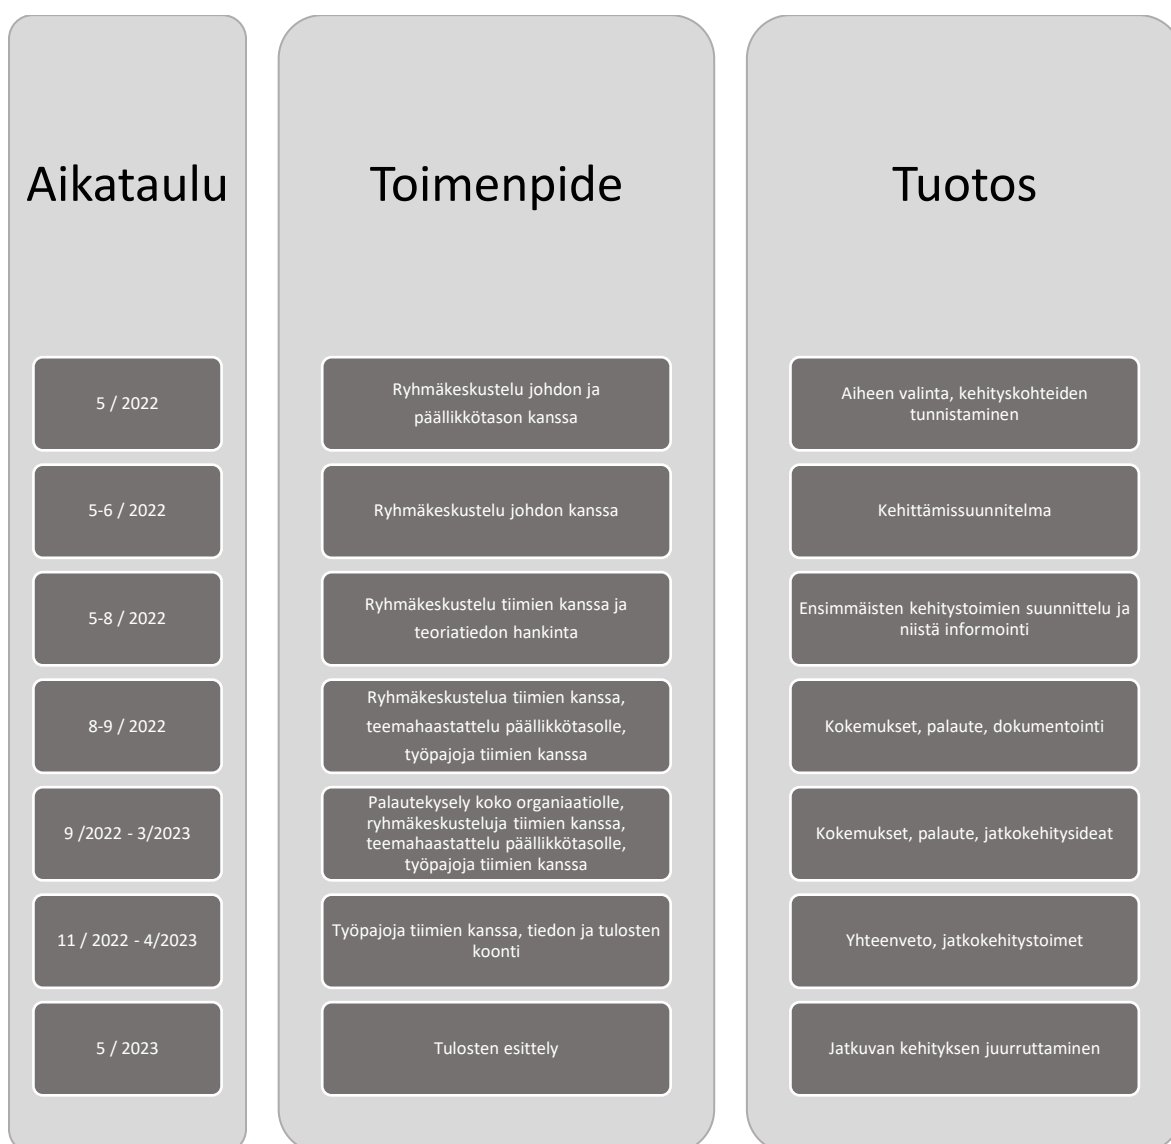 Aikataulu
Toimenpide
Tuotos
5 / 2022
Ryhmäkeskustelu johdon ja
päällikkötason kanssa
Aiheen valinta, kehityskohteiden
tunnistaminen
5-6 / 2022
Ryhmäkeskustelu johdon kanssa
Kehittämissuunnitelma
5-8 / 2022
Ryhmäkeskustelu tiimien kanssa ja
teoriatiedon hankinta
Ensimmäisten kehitystoimien suunnittelu ja
niistä informointi
8-9 / 2022
Ryhmäkeskustelua tiimien kanssa,
teemahaastattelu päällikkötasolle,
työpajoja tiimien kanssa
Kokemukset, palaute, dokumentointi
9 /2022 - 3/2023
Palautekysely koko organiaatiolle,
ryhmäkeskusteluja tiimien kanssa,
teemahaastattelu päällikkötasolle,
työpajoja tiimien kanssa
Kokemukset, palaute, jatkokehitysideat
11 / 2022 - 4/2023
Työpajoja tiimien kanssa, tiedon ja tulosten
koonti
Yhteenveto, jatkokehitystoimet
5 / 2023
Tulosten esittely
Jatkuvan kehityksen juurruttaminen